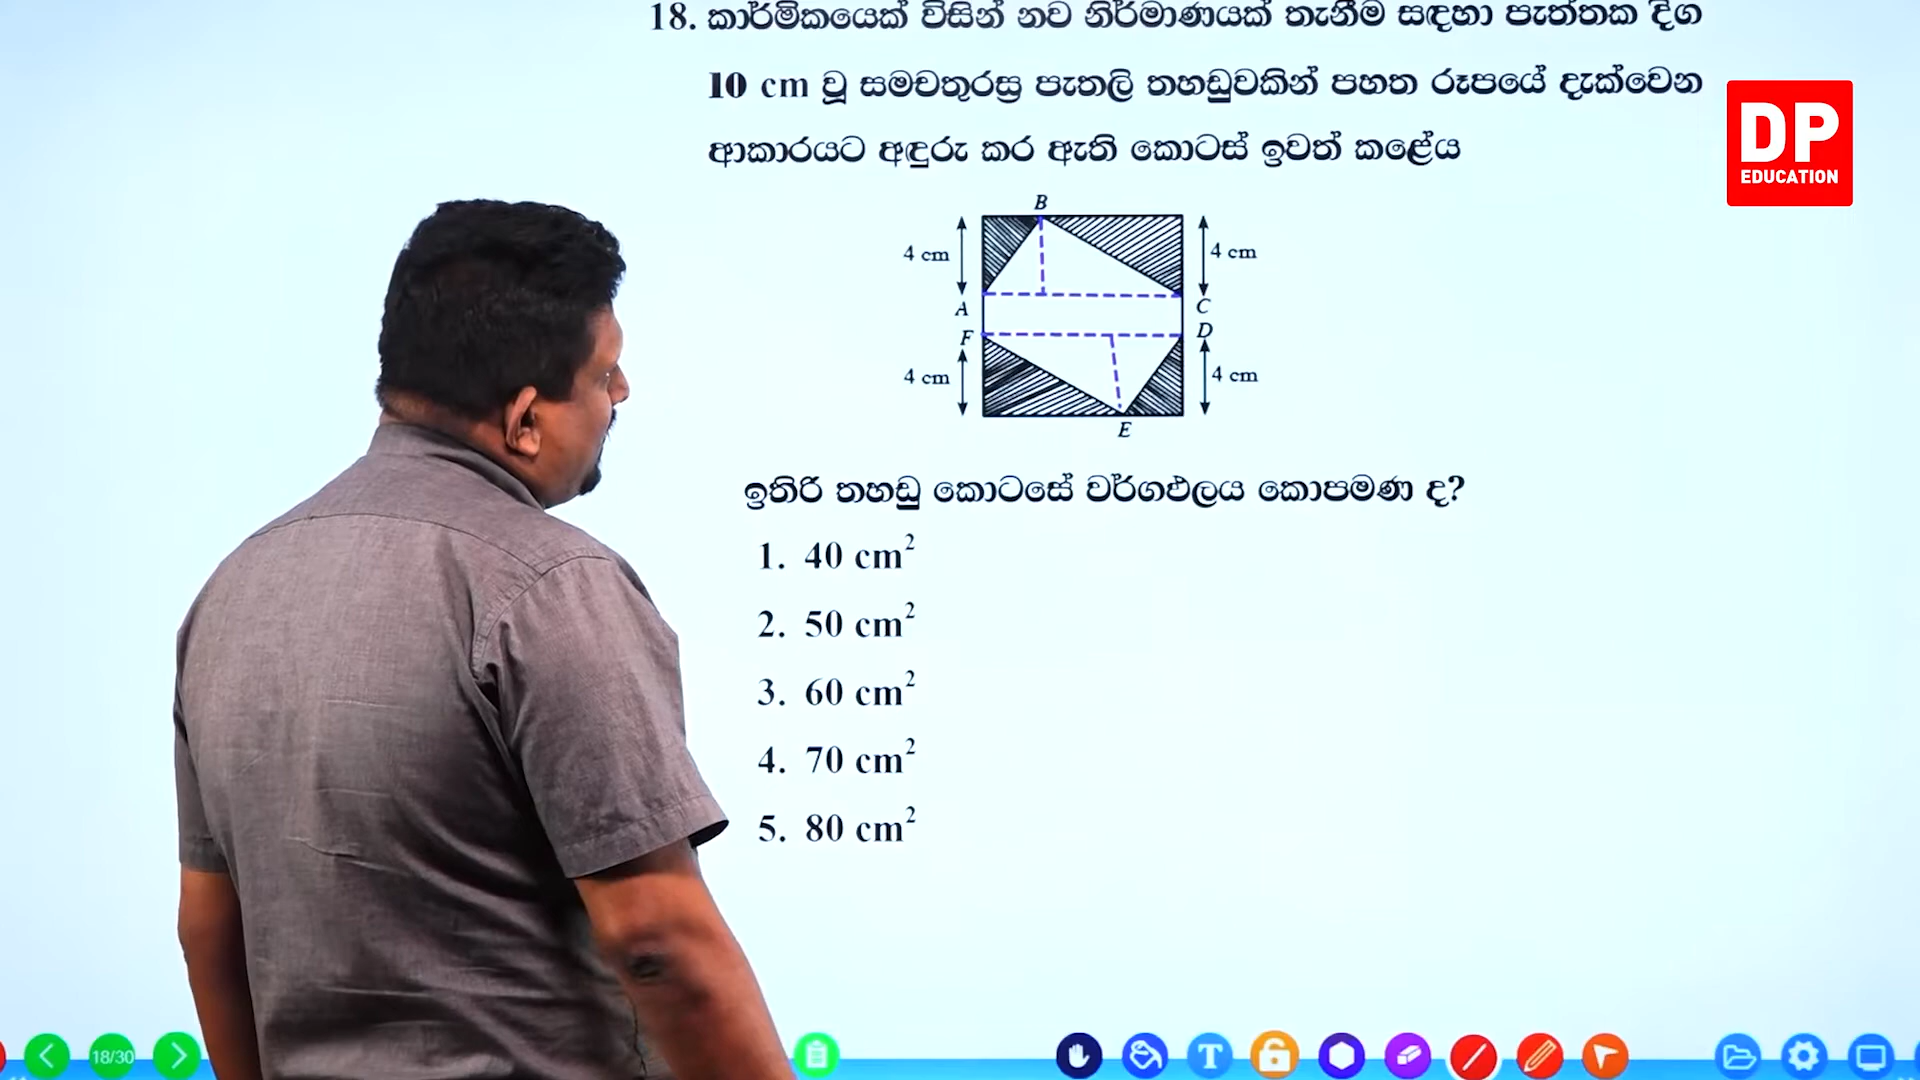 18. කාර්මිකයෙක් විසින් නව නිර්මාණයක් තැනීම සඳහා පැත්තක දිග
10 cm වූ සමචතුරස්‍ර පැතලි තහඩුවකින් පහත රූපයේ දැක්වෙන
ආකාරයට අඳුරු කර ඇති කොටස් ඉවත් කළේය
DP
EDUCATION
B
4 cm
4 cm
A
C
F
D
4 cm
4 cm
E
ඉතිරි තහඩු කොටසේ වර්ගඵලය කොපමණ ද?
1. 40 cm²
2. 50 cm²
3. 60 cm²
4. 70 cm²
5. 80 cm²
18/30
T